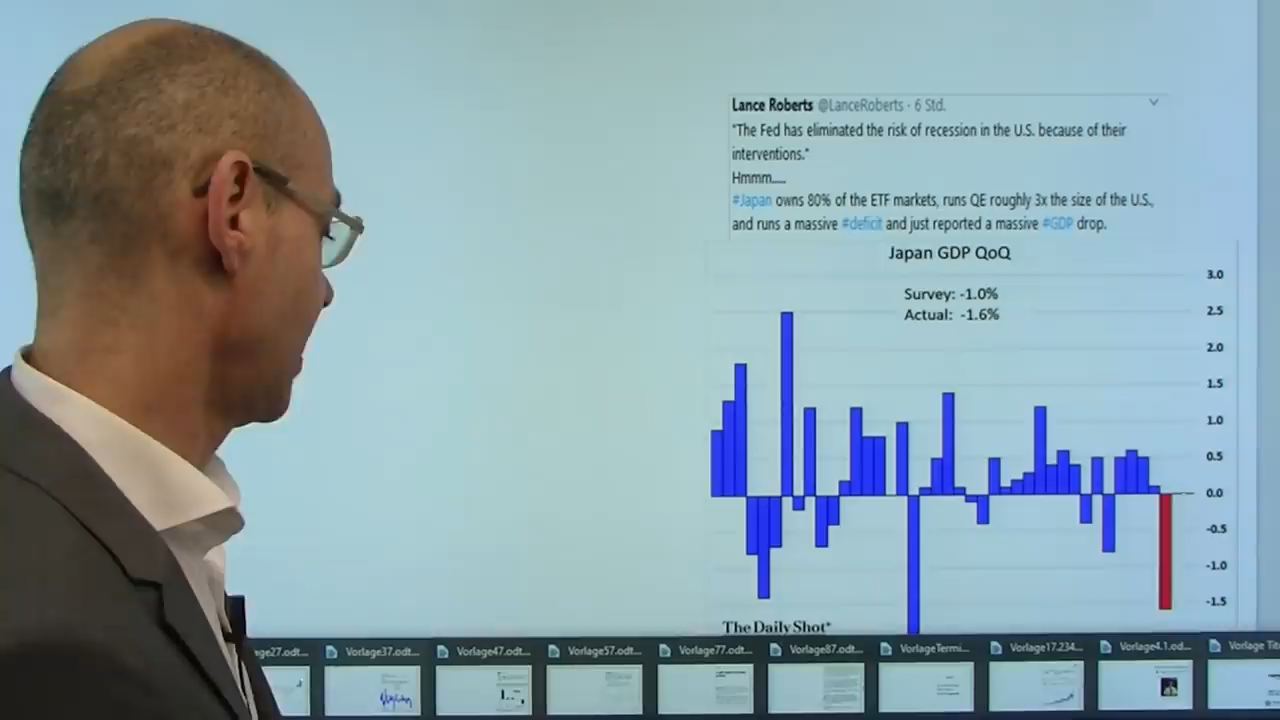 Lance Roberts @LanceRoberts · 6 Std.
"The Fed has eliminated the risk of recession in the U.S. because of their
interventions."
Hmmm.....
#Japan owns 80% of the ETF markets, runs QE roughly 3x the size of the U.S.,
and runs a massive #deficit and just reported a massive #GDP drop.
Japan GDP QoQ
Survey: -1.0%
Actual: -1.6%
3.0
2.5
2.0
1.5
1.0
0.5
0.0
-0.5
-1.0
-1.5
The Daily Shot*
age27.odt...
Vorlage37.odt...
Vorlage47.odt...
Vorlage57.odt...
Vorlage77.odt...
Vorlage87.odt...
VorlageTermi...
Vorlage17.234...
Vorlage4.1.od...
Vorlage Tit